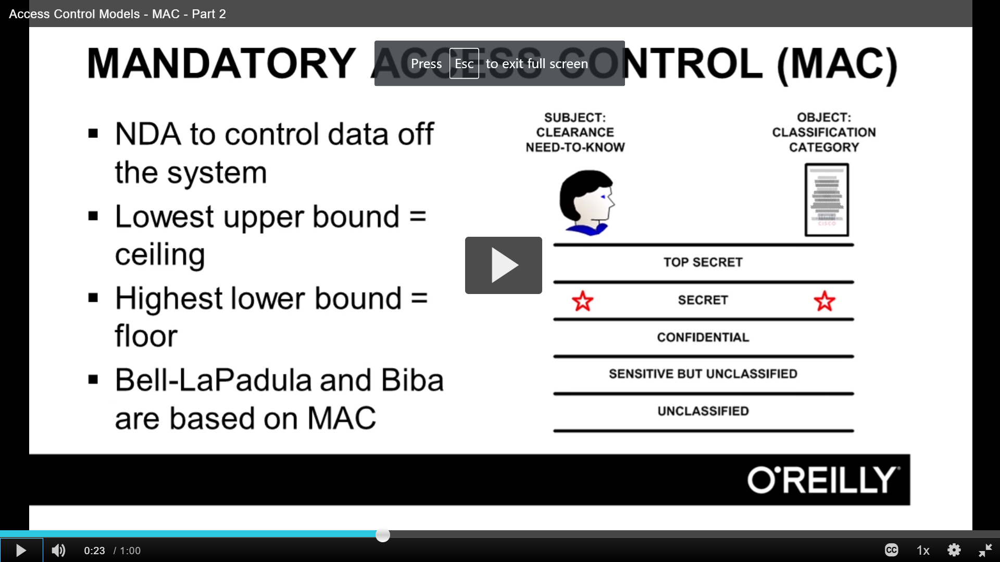 Access Control Models - MAC - Part 2
MANDATORY ACCESS CONTROL (MAC)
Press Esc to exit full screen
▪ NDA to control data off
the system
▪ Lowest upper bound =
ceiling
▪ Highest lower bound =
floor
▪ Bell-LaPadula and Biba
are based on MAC
SUBJECT:
CLEARANCE
NEED-TO-KNOW
OBJECT:
CLASSIFICATION
CATEGORY
CISCO
TOP SECRET
SECRET
CONFIDENTIAL
SENSITIVE BUT UNCLASSIFIED
UNCLASSIFIED
O'REILLY
0:23 / 1:00
CC
1x